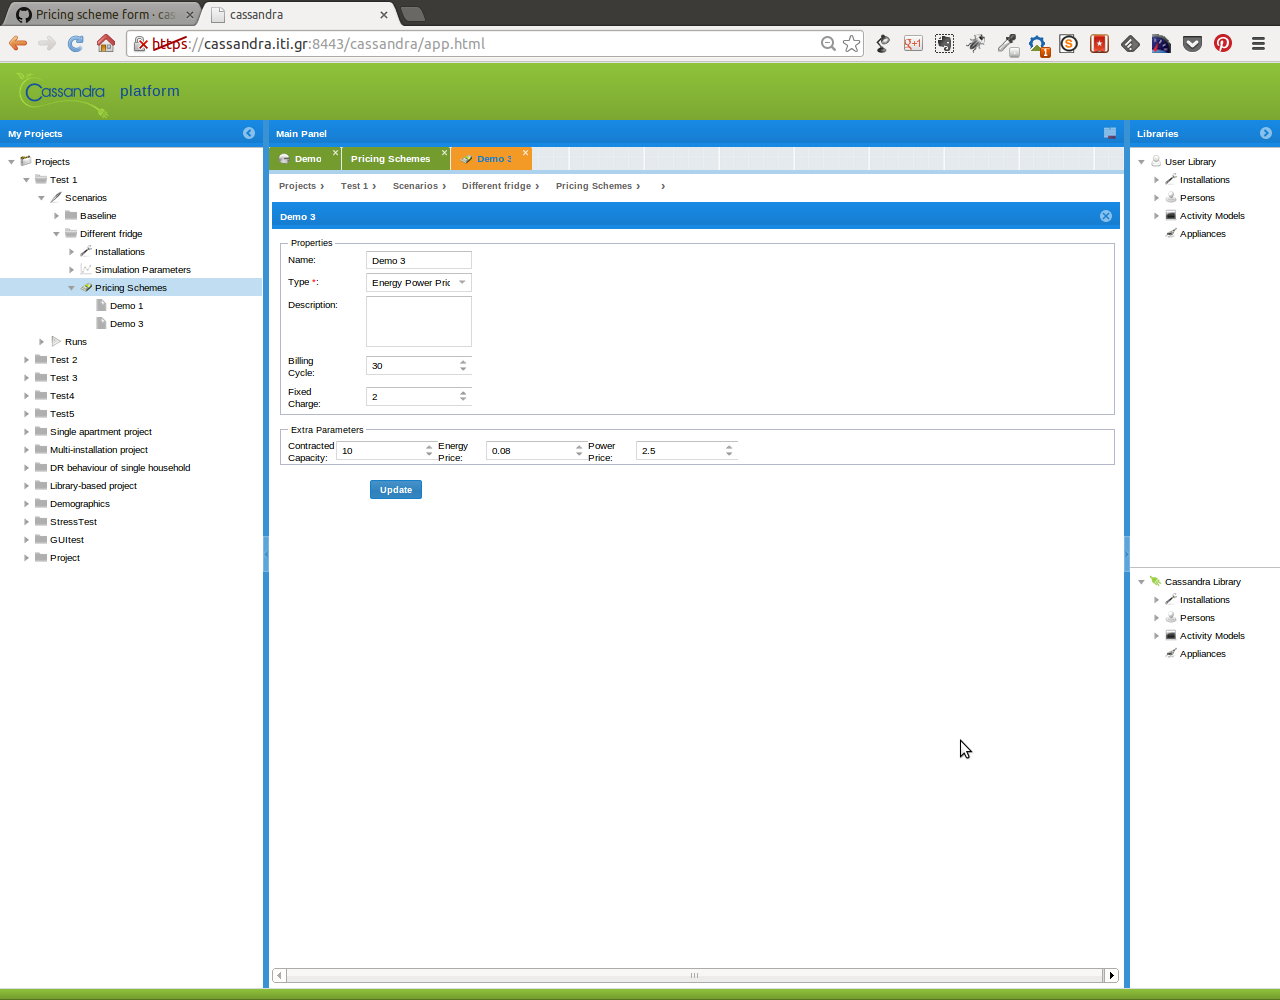 Pricing scheme form · cas
cassandra
https://cassandra.iti.gr:8443/cassandra/app.html
Cassandra platform
My Projects
Projects
Test 1
Scenarios
Baseline
Different fridge
Installations
Simulation Parameters
Pricing Schemes
Demo 1
Demo 3
Runs
Test 2
Test 3
Test4
Test5
Single apartment project
Multi-installation project
DR behaviour of single household
Library-based project
Demographics
StressTest
GUItest
Project
Main Panel
Demo
Pricing Schemes
Demo 3
Projects › Test 1 › Scenarios › Different fridge › Pricing Schemes › ›
Demo 3
Properties
Name: Demo 3
Type *: Energy Power Pric
Description:
Billing
Cycle: 30
Fixed
Charge: 2
Extra Parameters
Contracted
Capacity: 10
Energy
Price: 0.08
Power
Price: 2.5
Update
Libraries
User Library
Installations
Persons
Activity Models
Appliances
Cassandra Library
Installations
Persons
Activity Models
Appliances